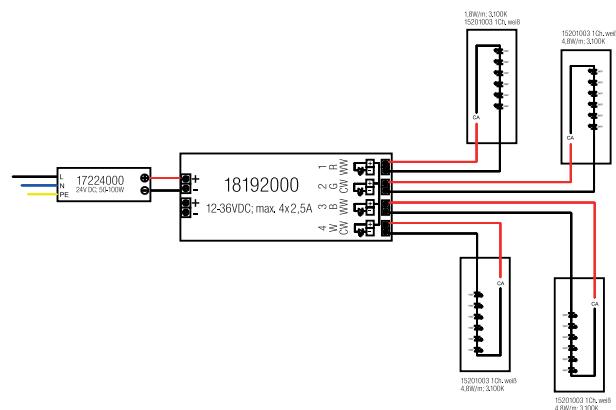 1,8W/m; 3.100K
15201003 1Ch. weiß
15201003 1Ch. weiß
4,8W/m; 3.100K
CA
CA
L
N
PE
17224000
24V DC; 50-100W
+
-
+
-
18192000
12-36VDC; max. 4x2,5A
1 R WW
2 G CW
3 B WW
4 W CW
CA
CA
15201003 1Ch. weiß
4,8W/m; 3.100K
15201003 1Ch. weiß
4,8W/m; 3.100K